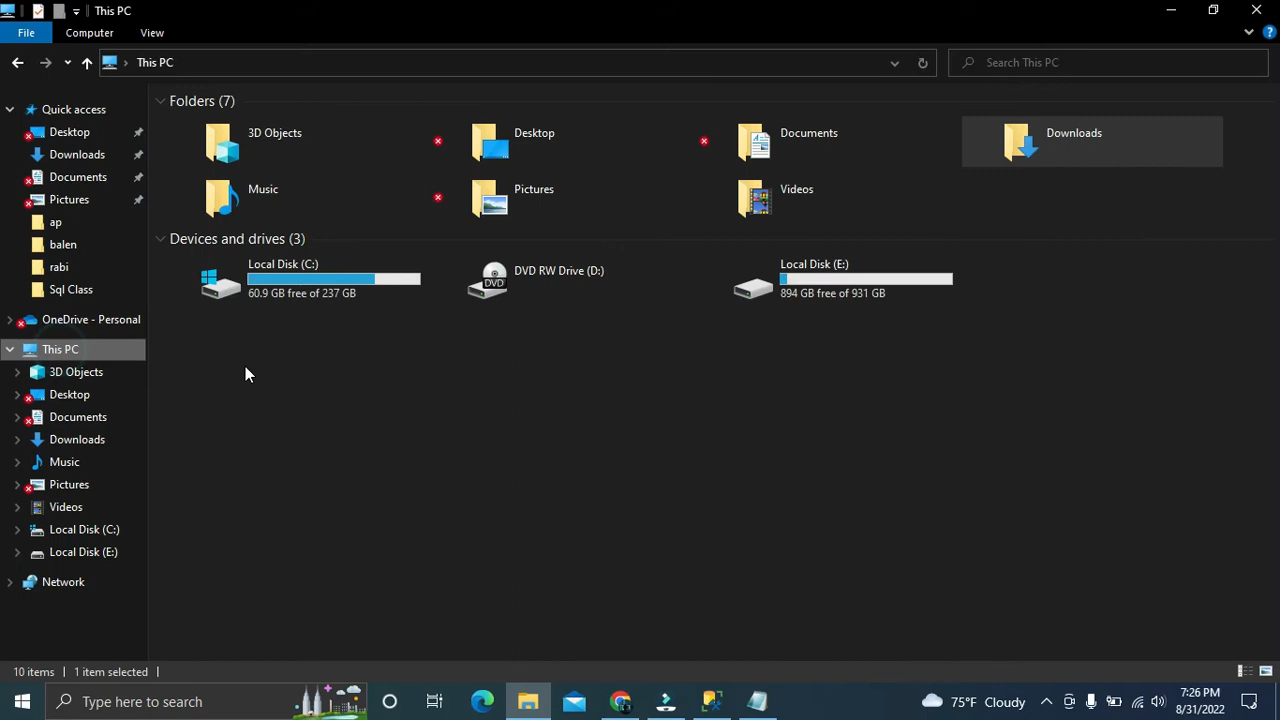 This PC
File
Computer
View
This PC
Search This PC
Quick access
Desktop
Downloads
Documents
Pictures
ap
balen
rabi
Sql Class
OneDrive - Personal
This PC
3D Objects
Desktop
Documents
Downloads
Music
Pictures
Videos
Local Disk (C:)
Local Disk (E:)
Network
Folders (7)
3D Objects
Desktop
Documents
Downloads
Music
Pictures
Videos
Devices and drives (3)
Local Disk (C:)
60.9 GB free of 237 GB
DVD RW Drive (D:)
DVD
Local Disk (E:)
894 GB free of 931 GB
10 items
1 item selected
Type here to search
75°F Cloudy
7:26 PM
8/31/2022